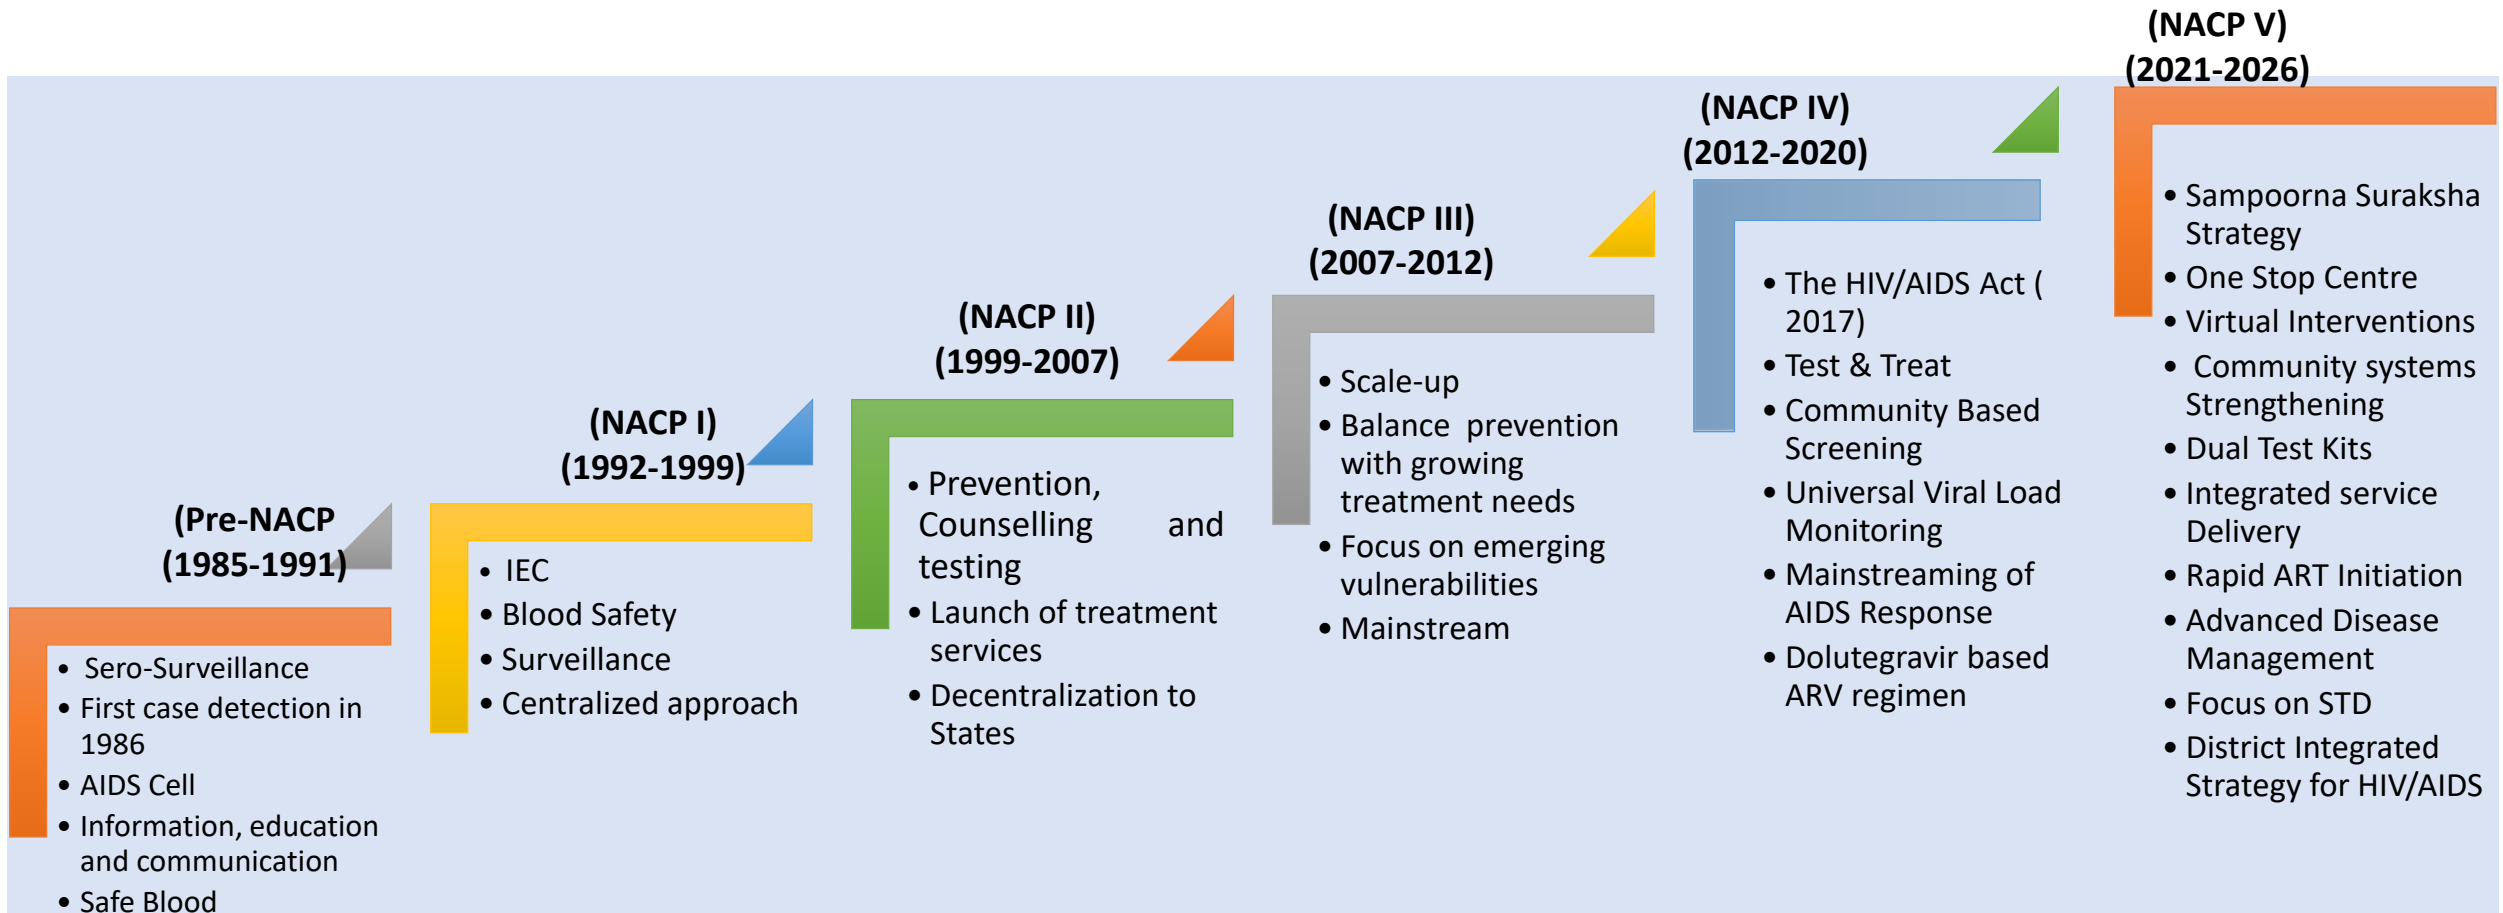 (Pre-NACP
(1985-1991)
• Sero-Surveillance
• First case detection in
1986
• AIDS Cell
• Information, education
and communication
• Safe Blood
(NACP I)
(1992-1999)
• IEC
• Blood Safety
• Surveillance
• Centralized approach
(NACP II)
(1999-2007)
• Prevention,
Counselling and
testing
• Launch of treatment
services
• Decentralization to
States
(NACP III)
(2007-2012)
• Scale-up
• Balance prevention
with growing
treatment needs
• Focus on emerging
vulnerabilities
• Mainstream
(NACP IV)
(2012-2020)
• The HIV/AIDS Act (
2017)
• Test & Treat
• Community Based
Screening
• Universal Viral Load
Monitoring
• Mainstreaming of
AIDS Response
• Dolutegravir based
ARV regimen
(NACP V)
(2021-2026)
• Sampoorna Suraksha
Strategy
• One Stop Centre
• Virtual Interventions
• Community systems
Strengthening
• Dual Test Kits
• Integrated service
Delivery
• Rapid ART Initiation
• Advanced Disease
Management
• Focus on STD
• District Integrated
Strategy for HIV/AIDS